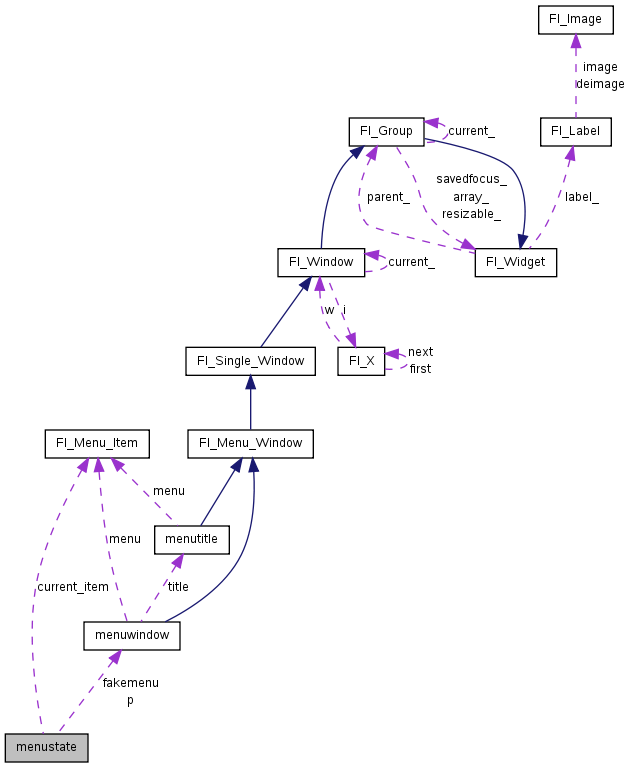 Fl_Image
image
deimage
Fl_Group
current_
Fl_Label
savedfocus_
array_
resizable_
parent_
label_
Fl_Window
current_
Fl_Widget
w
i
Fl_Single_Window
Fl_X
next
first
Fl_Menu_Item
Fl_Menu_Window
menu
menu
menutitle
current_item
title
menuwindow
fakemenu
p
menustate